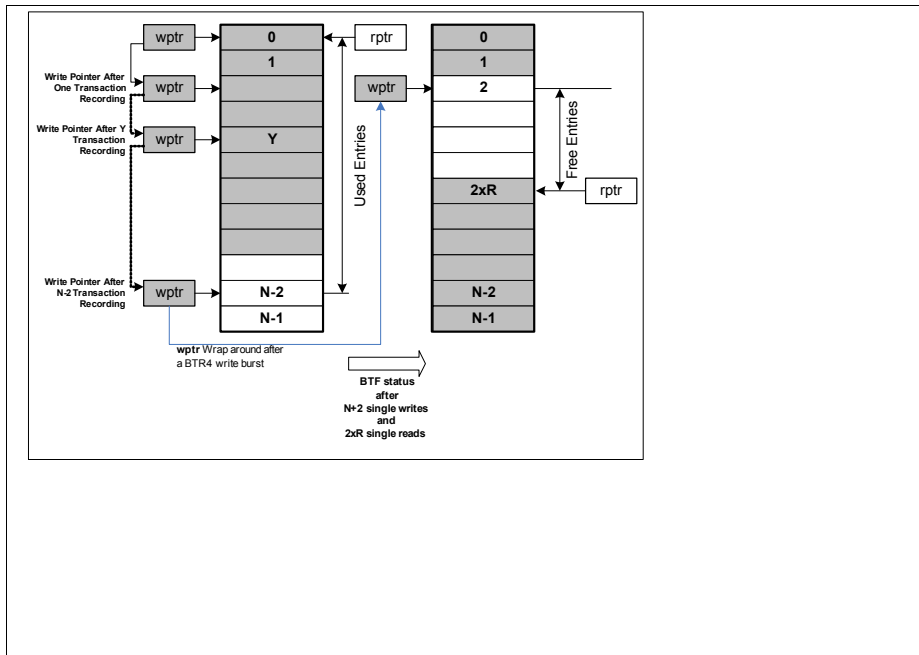 wptr
0
rptr
0
1
1
Write Pointer After
One Transaction
Recording
wptr
wptr
2
Write Pointer After Y
Transaction
Recording
wptr
Y
Used Entries
Free Entries
2xR
rptr
Write Pointer After
N-2 Transaction
Recording
wptr
N-2
N-2
N-1
N-1
wptr Wrap around after
a BTR4 write burst
BTF status
after
N+2 single writes
and
2xR single reads